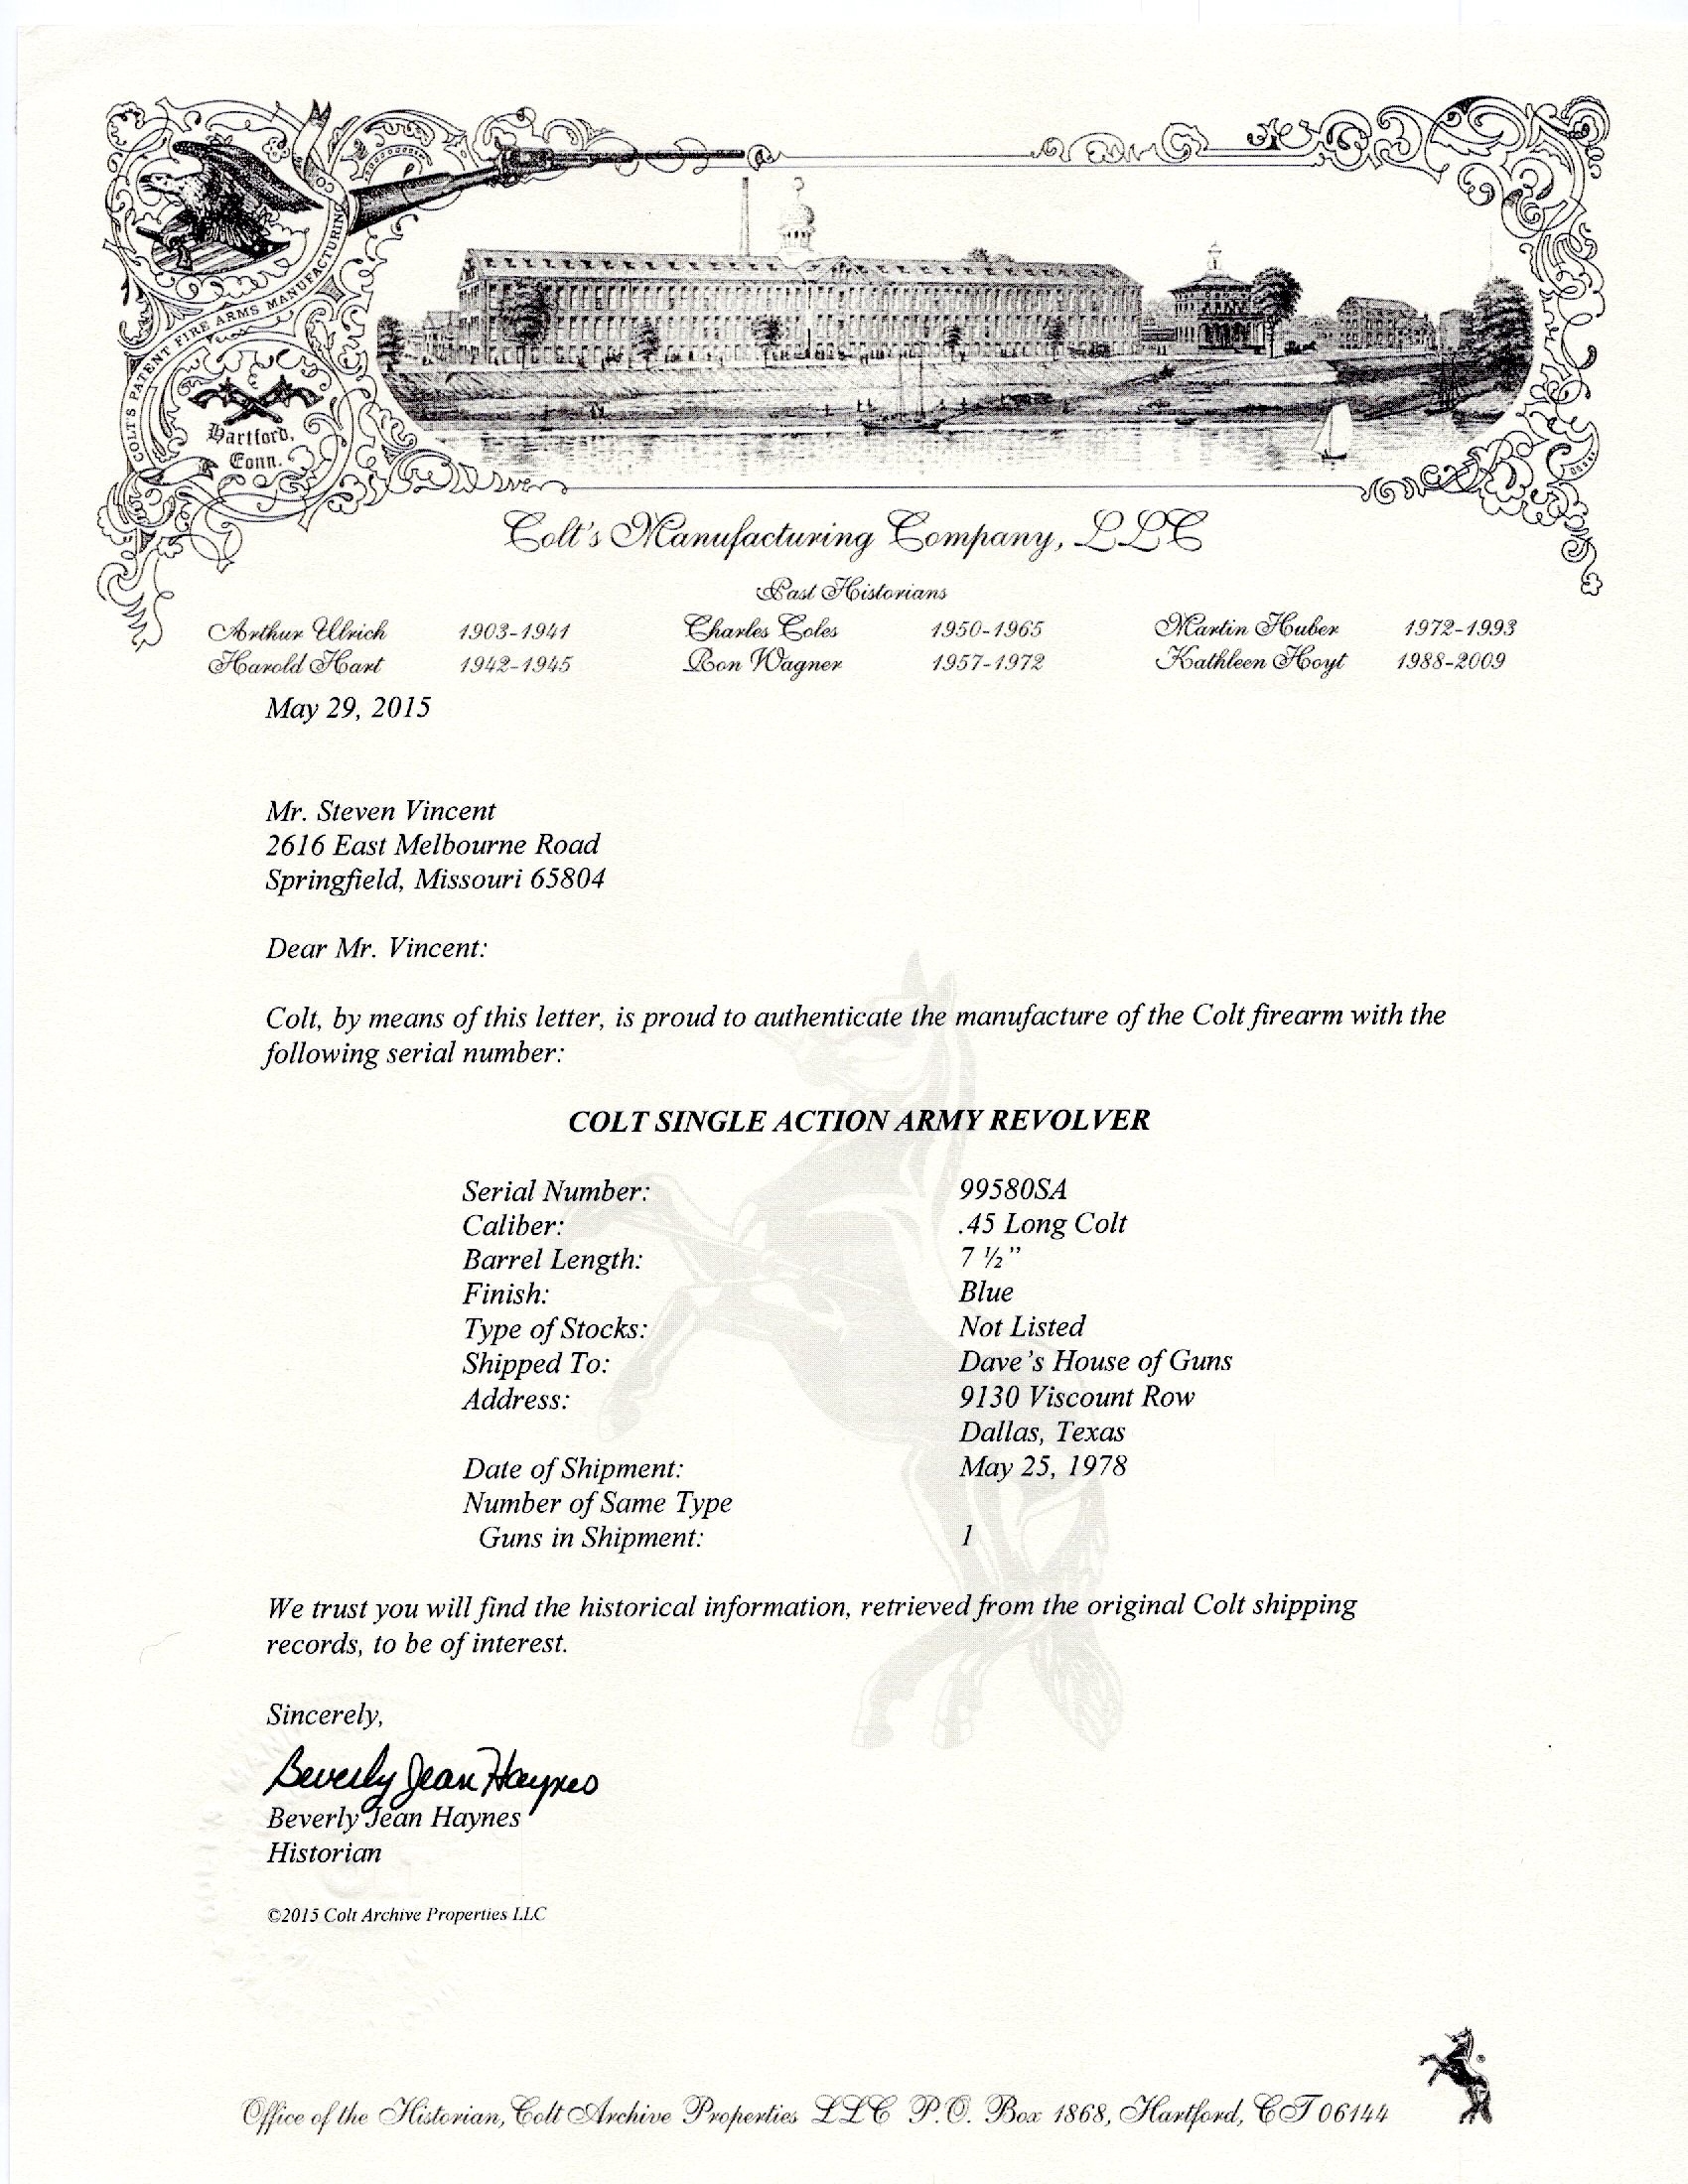 COLT'S PATENT FIRE ARMS MANUFACTURING CO
Hartford,
Conn.
Colt's Manufacturing Company, LLC
Past Historians
Arthur Ulrich 1903-1941 Charles Coles 1950-1965 Martin Huber 1972-1993
Harold Hart 1942-1945 Ron Wagner 1957-1972 Kathleen Hoyt 1988-2009
May 29, 2015
Mr. Steven Vincent
2616 East Melbourne Road
Springfield, Missouri 65804
Dear Mr. Vincent:
Colt, by means of this letter, is proud to authenticate the manufacture of the Colt firearm with the
following serial number:
COLT SINGLE ACTION ARMY REVOLVER
Serial Number: 99580SA
Caliber: .45 Long Colt
Barrel Length: 7 ½"
Finish: Blue
Type of Stocks: Not Listed
Shipped To: Dave's House of Guns
Address: 9130 Viscount Row
Dallas, Texas
Date of Shipment: May 25, 1978
Number of Same Type
Guns in Shipment: 1
We trust you will find the historical information, retrieved from the original Colt shipping
records, to be of interest.
Sincerely,
Beverly Jean Haynes
Beverly Jean Haynes
Historian
©2015 Colt Archive Properties LLC
®
Office of the Historian, Colt Archive Properties LLC P.O. Box 1868, Hartford, CT 06144